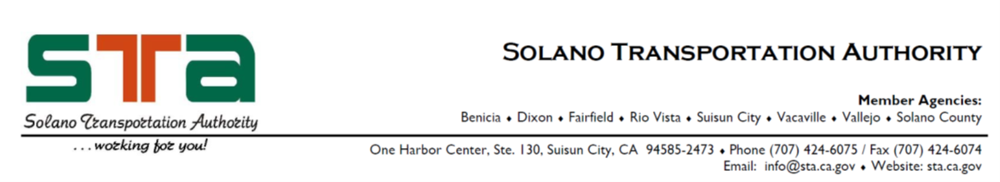 STA
Solano Transportation Authority
. . . working for you!
SOLANO TRANSPORTATION AUTHORITY
Member Agencies:
Benicia ♦ Dixon ♦ Fairfield ♦ Rio Vista ♦ Suisun City ♦ Vacaville ♦ Vallejo ♦ Solano County
One Harbor Center, Ste. 130, Suisun City, CA 94585-2473 ♦ Phone (707) 424-6075 / Fax (707) 424-6074
Email: info@sta.ca.gov ♦ Website: sta.ca.gov